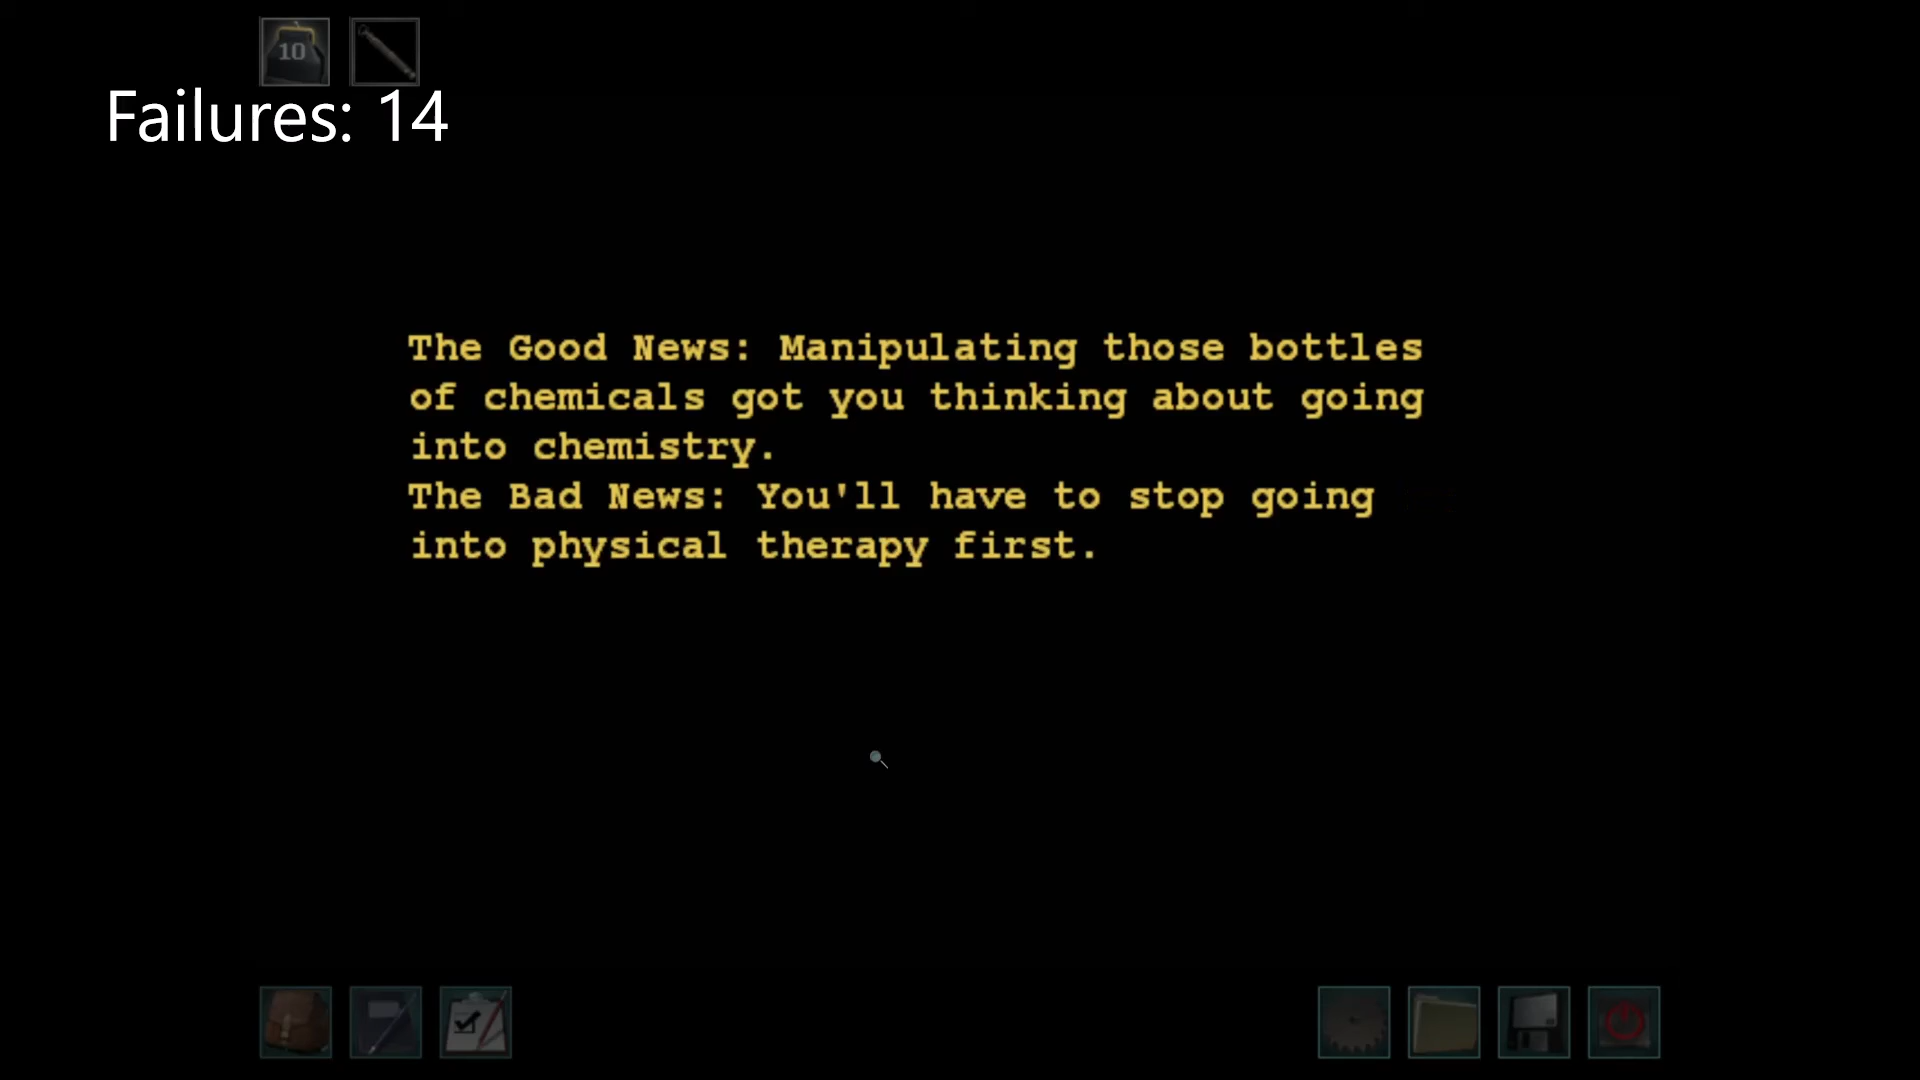 10
Failures: 14
The Good News: Manipulating those bottles
of chemicals got you thinking about going
into chemistry.
The Bad News: You'll have to stop going
into physical therapy first.